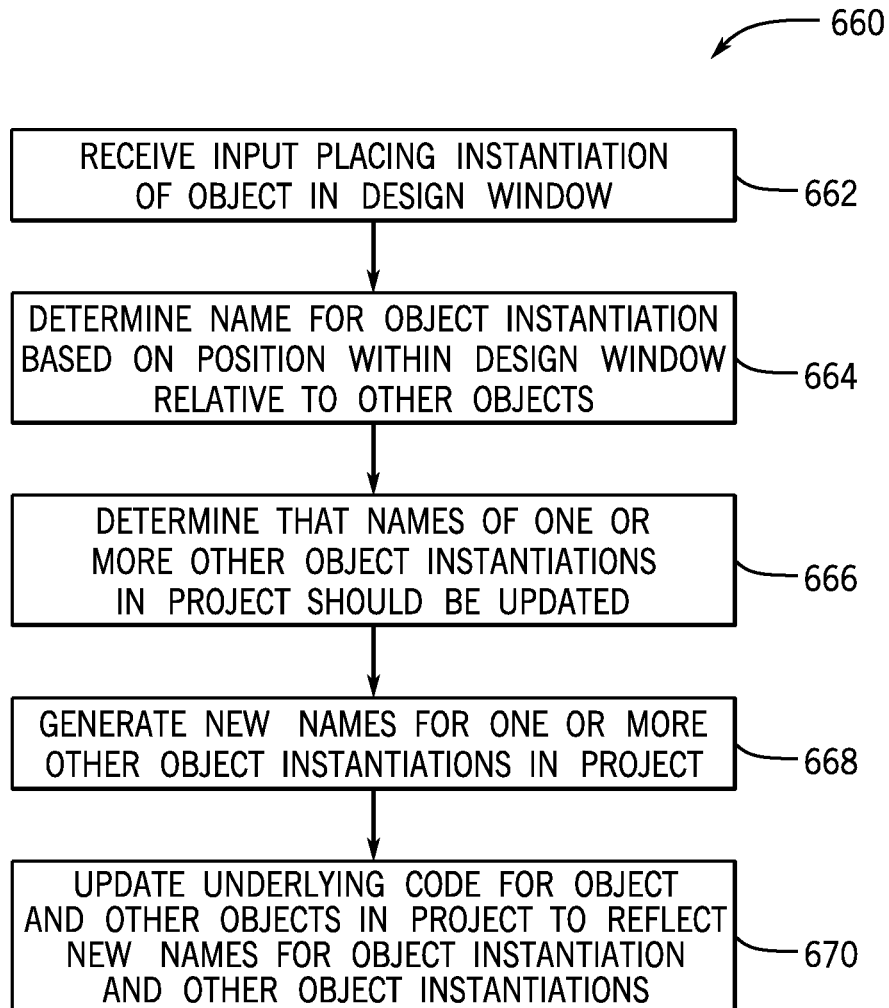 660
RECEIVE INPUT PLACING INSTANTIATION
OF OBJECT IN DESIGN WINDOW
662
DETERMINE NAME FOR OBJECT INSTANTIATION
BASED ON POSITION WITHIN DESIGN WINDOW
RELATIVE TO OTHER OBJECTS
664
DETERMINE THAT NAMES OF ONE OR
MORE OTHER OBJECT INSTANTIATIONS
IN PROJECT SHOULD BE UPDATED
666
GENERATE NEW NAMES FOR ONE OR MORE
OTHER OBJECT INSTANTIATIONS IN PROJECT
668
UPDATE UNDERLYING CODE FOR OBJECT
AND OTHER OBJECTS IN PROJECT TO REFLECT
NEW NAMES FOR OBJECT INSTANTIATION
AND OTHER OBJECT INSTANTIATIONS
670